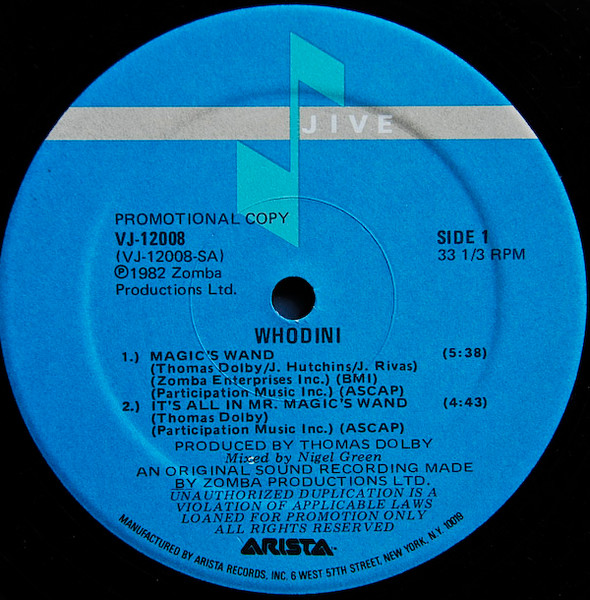 JIVE
PROMOTIONAL COPY
VJ-12008
(VJ-12008-SA)
℗1982 Zomba
Productions Ltd.
SIDE 1
33 1/3 RPM
WHODINI
1.) MAGIC'S WAND (5:38)
(Thomas Dolby/J. Hutchins/J. Rivas)
(Zomba Enterprises Inc.) (BMI)
(Participation Music Inc.) (ASCAP)
2.) IT'S ALL IN MR. MAGIC'S WAND (4:43)
(Thomas Dolby)
(Participation Music Inc.) (ASCAP)
PRODUCED BY THOMAS DOLBY
Mixed by Nigel Green
AN ORIGINAL SOUND RECORDING MADE
BY ZOMBA PRODUCTIONS LTD.
UNAUTHORIZED DUPLICATION IS A
VIOLATION OF APPLICABLE LAWS
LOANED FOR PROMOTION ONLY
ALL RIGHTS RESERVED
ARISTA
MANUFACTURED BY ARISTA RECORDS, INC. 6 WEST 57TH STREET, NEW YORK, N.Y. 10019